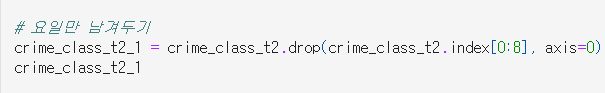 # 요일만 남겨두기
crime_class_t2_1 = crime_class_t2.drop(crime_class_t2.index[0:8], axis=0)
crime_class_t2_1